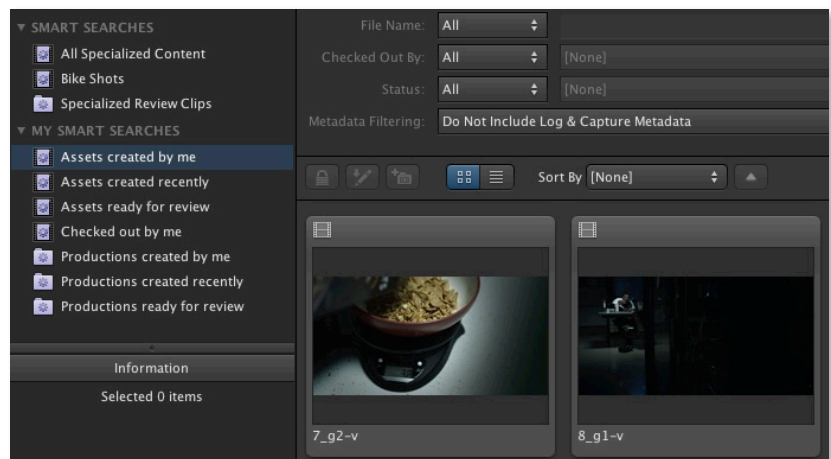 SMART SEARCHES
All Specialized Content
Bike Shots
Specialized Review Clips
MY SMART SEARCHES
Assets created by me
Assets created recently
Assets ready for review
Checked out by me
Productions created by me
Productions created recently
Productions ready for review
Information
Selected 0 items
File Name: All
Checked Out By: All [None]
Status: All [None]
Metadata Filtering: Do Not Include Log & Capture Metadata
Sort By [None]
7_g2-v
8_g1-v